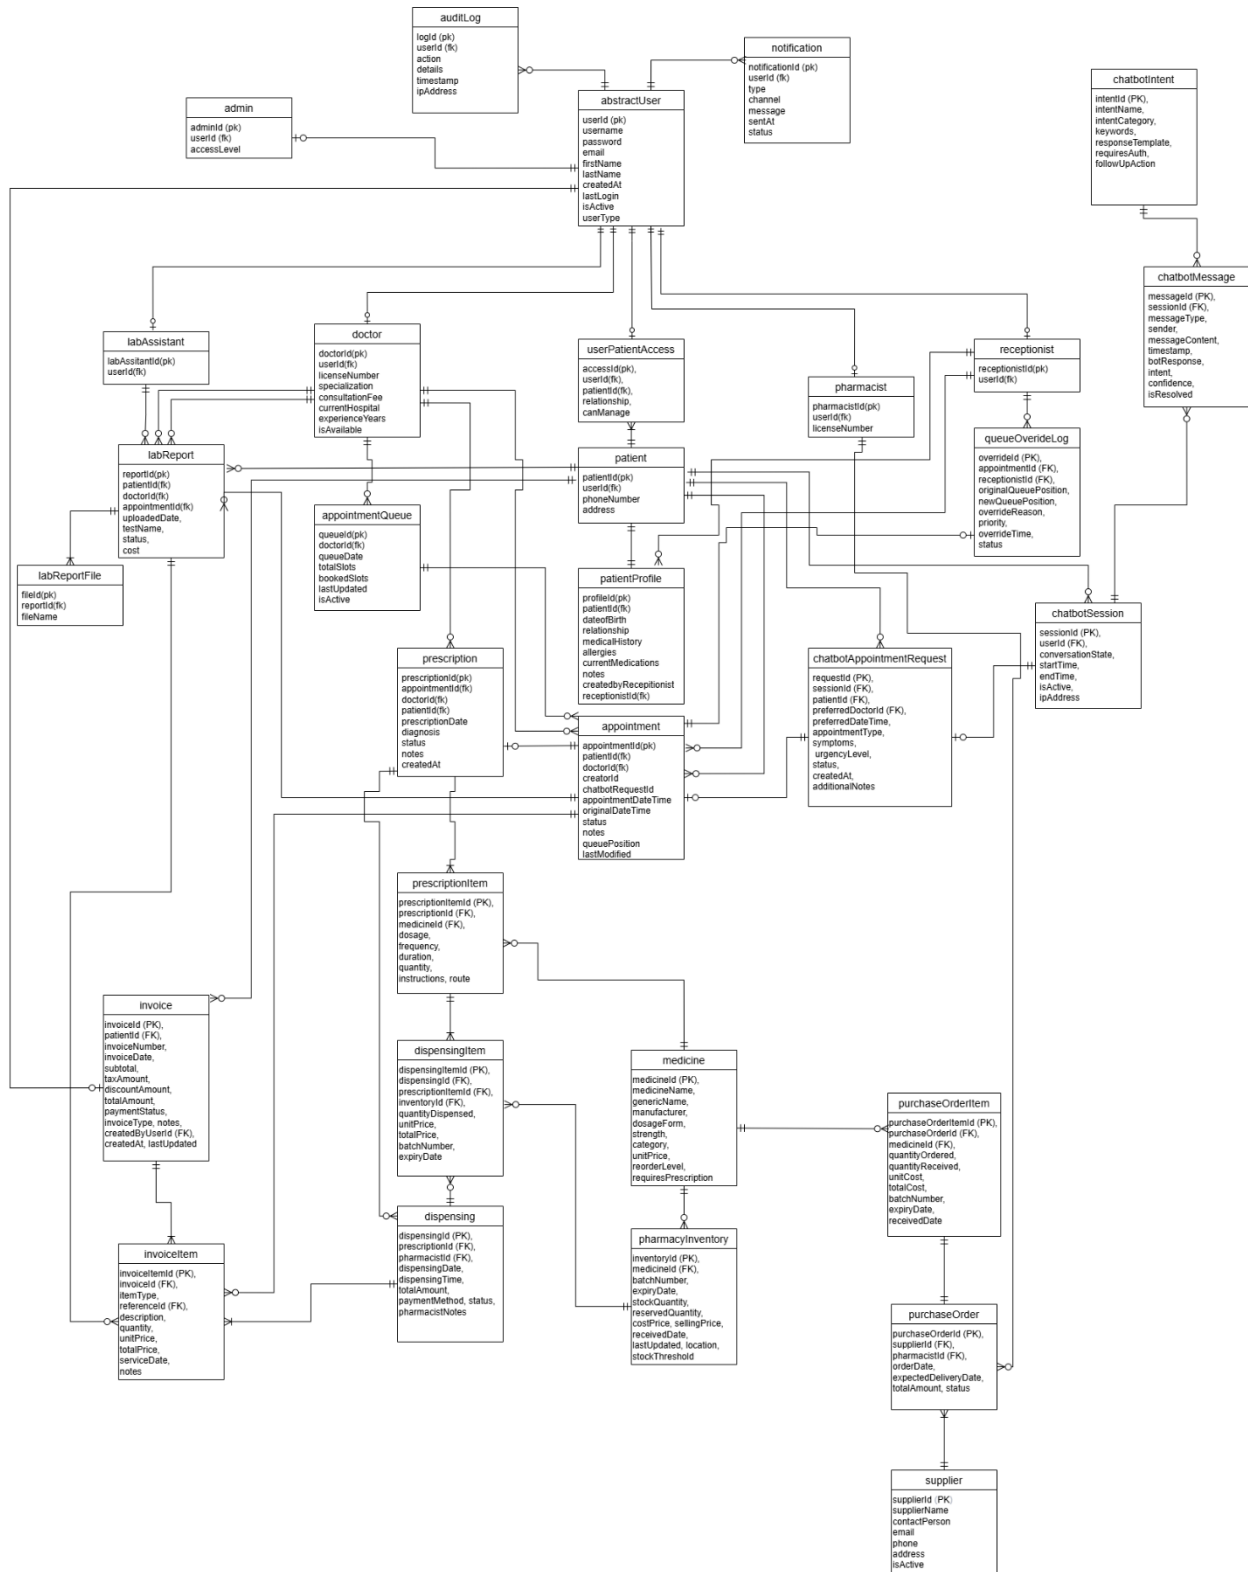 auditLog
logId (pk)
userId (fk)
action
details
timestamp
ipAddress
notification
notificationId (pk)
userId (fk)
type
channel
message
sentAt
status
chatbotIntent
intentId (PK),
intentName,
intentCategory,
keywords,
responseTemplate,
requiresAuth,
followUpAction
admin
adminId (pk)
userId (fk)
accessLevel
abstractUser
userId (pk)
username
password
email
firstName
lastName
createdAt
lastLogin
isActive
userType
chatbotMessage
messageId (PK),
sessionId (FK),
messageType,
sender,
messageContent,
timestamp,
botResponse,
intent,
confidence,
isResolved
labAssistant
labAssitantId(pk)
userId(fk)
doctor
doctorId(pk)
userId(fk)
licenseNumber
specialization
consultationFee
currentHospital
experienceYears
isAvailable
userPatientAccess
accessId(pk),
userId(fk),
patientId(fk),
relationship,
canManage
pharmacist
pharmacistId(pk)
userId(fk)
licenseNumber
receptionist
receptionistId(pk)
userId(fk)
queueOverideLog
overrideId (PK),
appointmentId (FK),
receptionistId (FK),
originalQueuePosition,
newQueuePosition,
overrideReason,
priority,
overrideTime,
status
labReport
reportId(pk)
patientId(fk)
doctorId(fk)
appointmentId(fk)
uploadedDate,
testName,
status,
cost
patient
patientId(pk)
userId(fk)
phoneNumber
address
appointmentQueue
queueId(pk)
doctorId(fk)
queueDate
totalSlots
bookedSlots
lastUpdated
isActive
labReportFile
fileId(pk)
reportId(fk)
fileName
patientProfile
profileId(pk)
patientId(fk)
dateofBirth
relationship
medicalHistory
allergies
currentMedications
notes
createdbyReceptionist
receptionistId(fk)
chatbotSession
sessionId (PK),
userId (FK),
conversationState,
startTime,
endTime,
isActive,
ipAddress
prescription
prescriptionId(pk)
appointmentId(fk)
doctorId(fk)
patientId(fk)
prescriptionDate
diagnosis
status
notes
createdAt
chatbotAppointmentRequest
requestId (PK),
sessionId (FK),
patientId (FK),
preferredDoctorId (FK),
preferredDateTime,
appointmentType,
symptoms,
urgencyLevel,
status,
createdAt,
additionalNotes
appointment
appointmentId(pk)
patientId(fk)
doctorId(fk)
creatorId
chatbotRequestId
appointmentDateTime
originalDateTime
status
notes
queuePosition
lastModified
prescriptionItem
prescriptionItemId (PK),
prescriptionId (FK),
medicineId (FK),
dosage,
frequency,
duration,
quantity,
instructions, route
invoice
invoiceId (PK),
patientId (FK),
invoiceNumber,
invoiceDate,
subtotal,
taxAmount,
discountAmount,
totalAmount,
paymentStatus,
invoiceType, notes,
createdByUserId (FK),
createdAt, lastUpdated
dispensingItem
dispensingItemId (PK),
dispensingId (FK),
prescriptionItemId (FK),
inventoryId (FK),
quantityDispensed,
unitPrice,
totalPrice,
batchNumber,
expiryDate
medicine
medicineId (PK),
medicineName,
genericName,
manufacturer,
dosageForm,
strength,
category,
unitPrice,
reorderLevel,
requiresPrescription
purchaseOrderItem
purchaseOrderItemId (PK),
purchaseOrderId (FK),
medicineId (FK),
quantityOrdered,
quantityReceived,
unitCost,
totalCost,
batchNumber,
expiryDate,
receivedDate
dispensing
dispensingId (PK),
prescriptionId (FK),
pharmacistId (FK),
dispensingDate,
dispensingTime,
totalAmount,
paymentMethod, status,
pharmacistNotes
pharmacyInventory
inventoryId (PK),
medicineId (FK),
batchNumber,
expiryDate,
stockQuantity,
reservedQuantity,
costPrice, sellingPrice,
receivedDate,
lastUpdated, location,
stockThreshold
invoiceItem
invoiceItemId (PK),
invoiceId (FK),
itemType,
referenceId (FK),
description,
quantity,
unitPrice,
totalPrice,
serviceDate,
notes
purchaseOrder
purchaseOrderId (PK),
supplierId (FK),
pharmacistId (FK),
orderDate,
expectedDeliveryDate,
totalAmount, status
supplier
supplierId (PK)
supplierName
contactPerson
email
phone
address
isActive